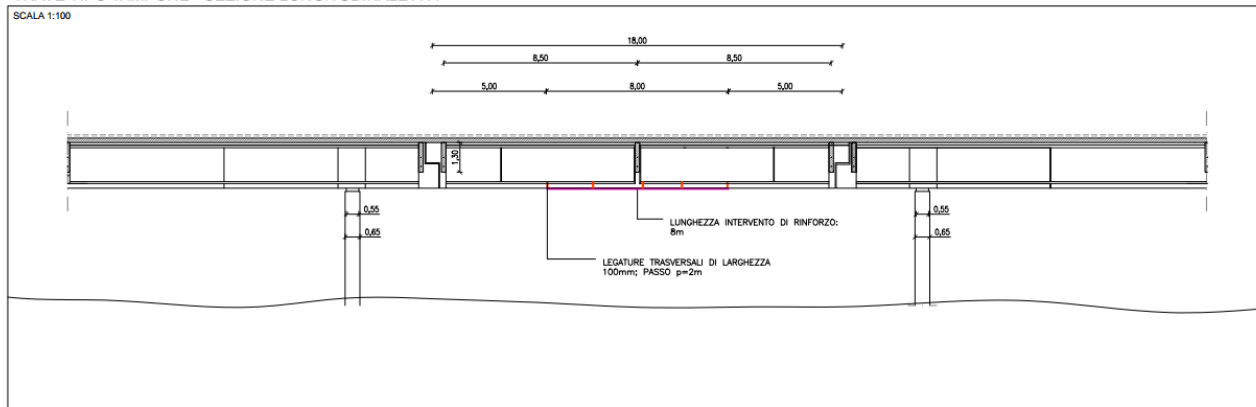 SCALA 1:100
18,00
8,50
8,50
5,00
8,00
5,00
1,30
0,55
0,65
LUNGHEZZA INTERVENTO DI RINFORZO:
8m
LEGATURE TRASVERSALI DI LARGHEZZA
100mm; PASSO p=2m
0,55
0,65